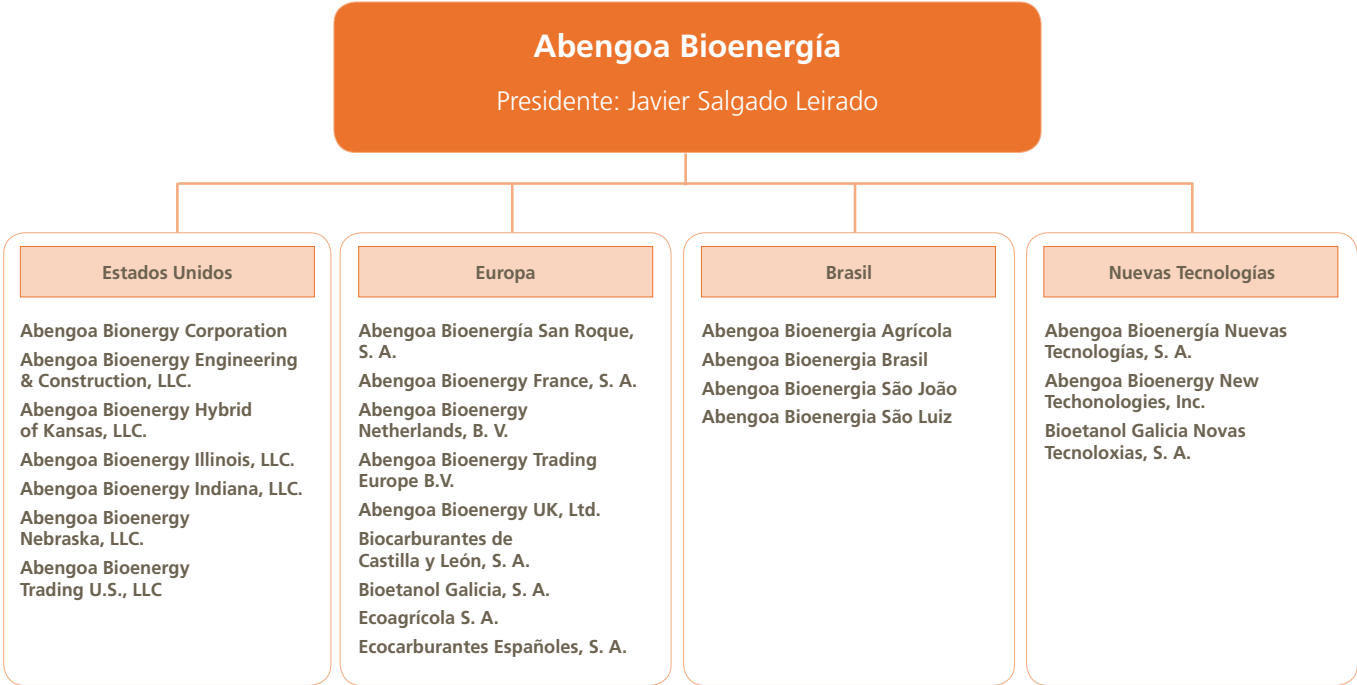 Abengoa Bioenergía
Presidente: Javier Salgado Leirado
Estados Unidos
Abengoa Bionergy Corporation
Abengoa Bioenergy Engineering
& Construction, LLC.
Abengoa Bioenergy Hybrid
of Kansas, LLC.
Abengoa Bioenergy Illinois, LLC.
Abengoa Bioenergy Indiana, LLC.
Abengoa Bioenergy
Nebraska, LLC.
Abengoa Bioenergy
Trading U.S., LLC
Europa
Abengoa Bioenergía San Roque,
S. A.
Abengoa Bioenergy France, S. A.
Abengoa Bioenergy
Netherlands, B. V.
Abengoa Bioenergy Trading
Europe B.V.
Abengoa Bioenergy UK, Ltd.
Biocarburantes de
Castilla y León, S. A.
Bioetanol Galicia, S. A.
Ecoagrícola S. A.
Ecocarburantes Españoles, S. A.
Brasil
Abengoa Bioenergia Agrícola
Abengoa Bioenergia Brasil
Abengoa Bioenergia São João
Abengoa Bioenergia São Luiz
Nuevas Tecnologías
Abengoa Bioenergía Nuevas
Tecnologías, S. A.
Abengoa Bioenergy New
Techonologies, Inc.
Bioetanol Galicia Novas
Tecnoloxias, S. A.